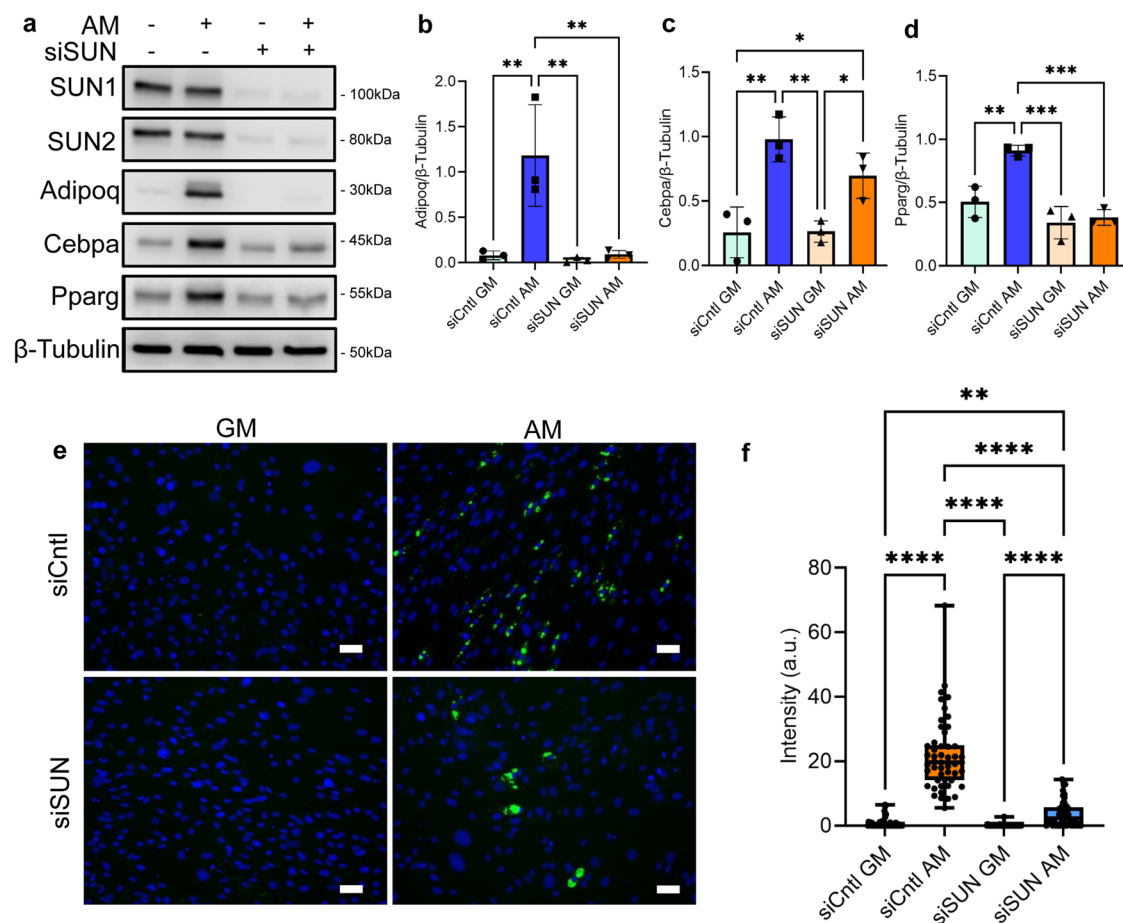 a
AM - + - +
siSUN - - + +
SUN1 - 100kDa
SUN2 - 80kDa
Adipoq - 30kDa
Cebpa - 45kDa
Pparg - 55kDa
β-Tubulin - 50kDa
b
** ** **
Adipoq/β-Tubulin
2.0
1.5
1.0
0.5
0.0
siCntl GM
siCntl AM
siSUN GM
siSUN AM
c
*
** ** *
Cebpa/β-Tubulin
1.5
1.0
0.5
0.0
siCntl GM
siCntl AM
siSUN GM
siSUN AM
d
***
** ***
Pparg/β-Tubulin
1.5
1.0
0.5
0.0
siCntl GM
siCntl AM
siSUN GM
siSUN AM
e
GM AM
siCntl
siSUN
f
**
****
****
**** ****
Intensity (a.u.)
80
60
40
20
0
siCntl GM
siCntl AM
siSUN GM
siSUN AM